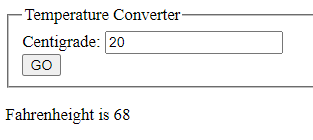 Temperature Converter
Centigrade: 20
GO
Fahrenheight is 68